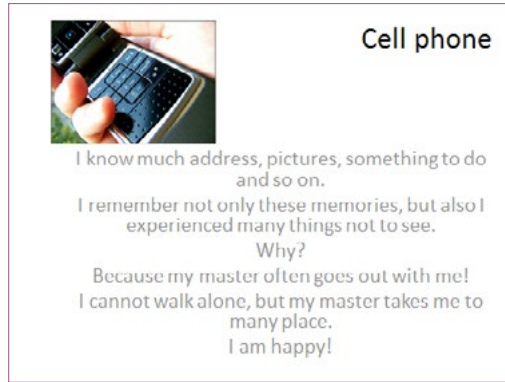 Cell phone
I know much address, pictures, something to do
and so on.
I remember not only these memories, but also I
experienced many things not to see.
Why?
Because my master often goes out with me!
I cannot walk alone, but my master takes me to
many place.
I am happy!